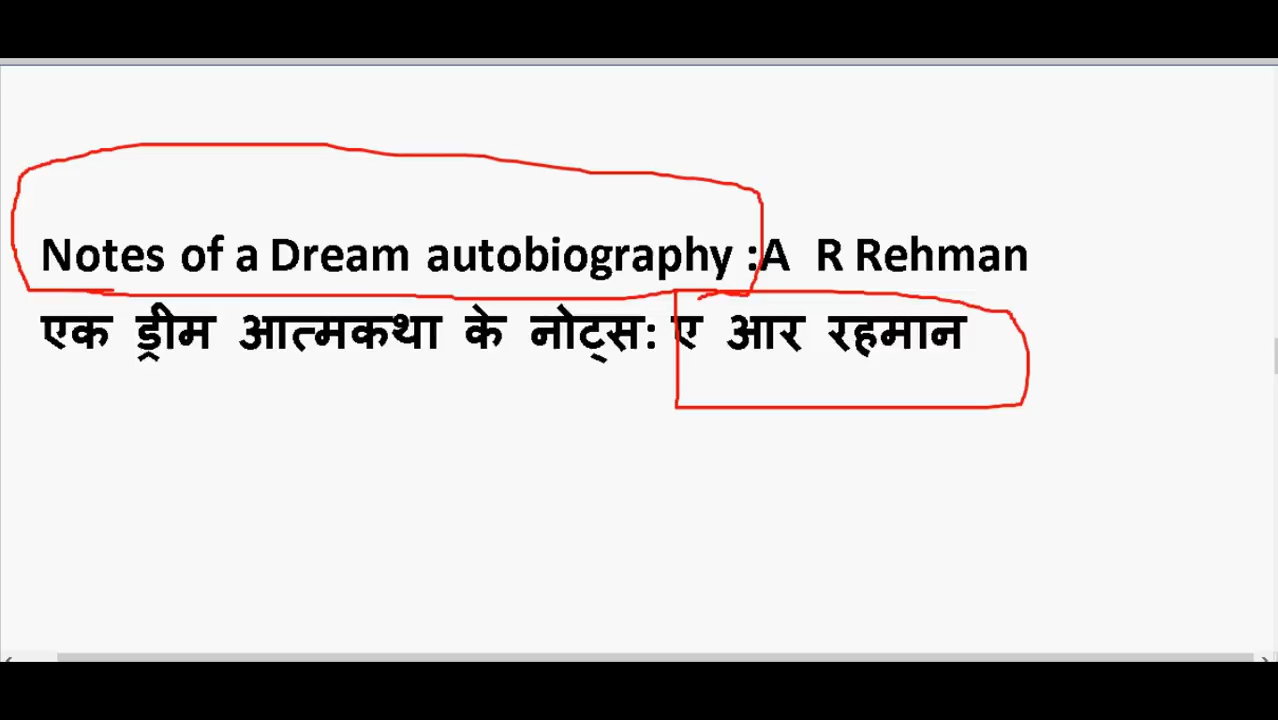 Notes of a Dream autobiography :A R Rehman
एक ड्रीम आत्मकथा के नोट्स: ए आर रहमान